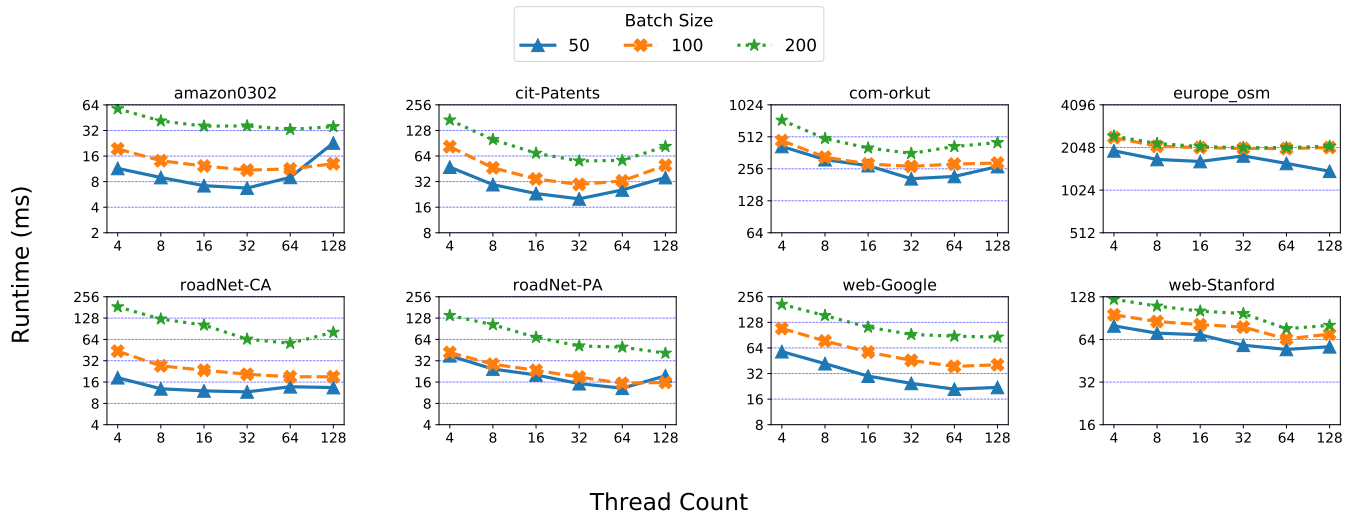 Batch Size
50 100 200
Runtime (ms)
amazon0302
64
32
16
8
4
2
4 8 16 32 64 128
cit-Patents
256
128
64
32
16
8
4 8 16 32 64 128
com-orkut
1024
512
256
128
64
4 8 16 32 64 128
europe_osm
4096
2048
1024
512
4 8 16 32 64 128
roadNet-CA
256
128
64
32
16
8
4
4 8 16 32 64 128
roadNet-PA
256
128
64
32
16
8
4
4 8 16 32 64 128
web-Google
256
128
64
32
16
8
4 8 16 32 64 128
web-Stanford
128
64
32
16
4 8 16 32 64 128
Thread Count